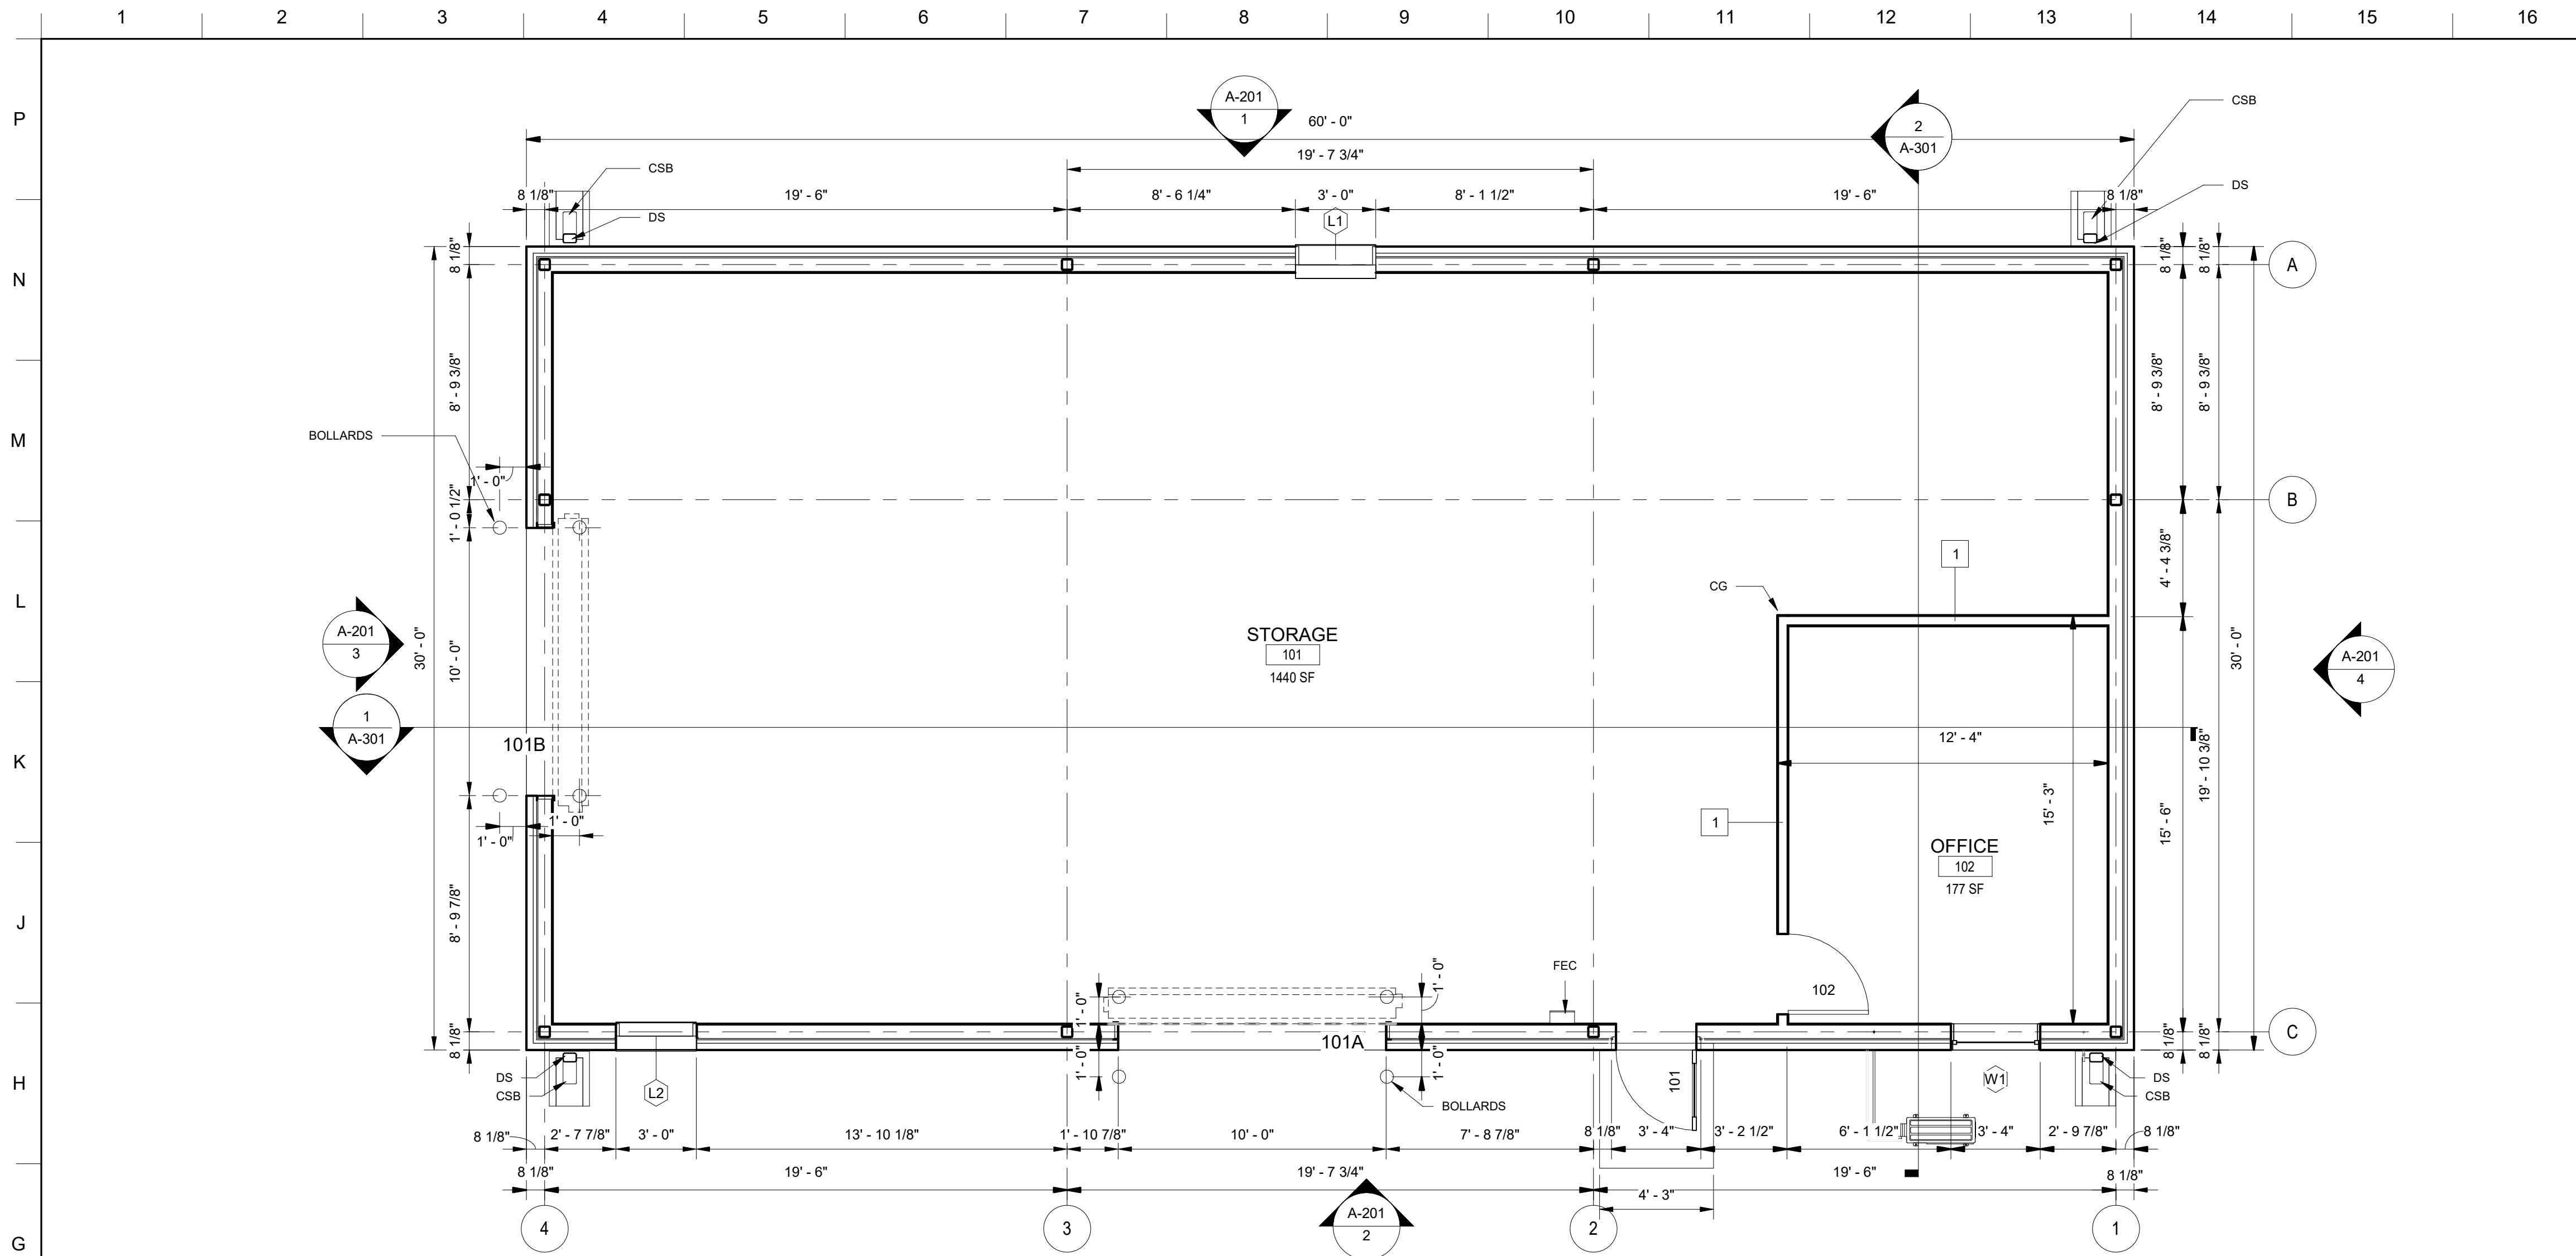 1 2 3 4 5 6 7 8 9 10 11 12 13 14 15 16
P
A-201
1
60' - 0"
2
A-301
CSB
19' - 7 3/4"
CSB
DS
8 1/8" 19' - 6" 8' - 6 1/4" 3' - 0" 8' - 1 1/2" 19' - 6" 8 1/8"
DS
L1
N
8 1/8"
8 1/8"
8 1/8"
A
8' - 9 3/8"
8' - 9 3/8"
8' - 9 3/8"
M
BOLLARDS
1' - 0"
1' - 0 1/2"
B
4' - 4 3/8"
1
CG
L
A-201
3
30' - 0"
10' - 0"
STORAGE
101
1440 SF
30' - 0"
A-201
4
1
A-301
101B
K
12' - 4"
19' - 10 3/8"
15' - 3"
15' - 6"
1
1' - 0"
1' - 0"
OFFICE
102
177 SF
J
8' - 9 7/8"
FEC
1' - 0"
1' - 0"
102
8 1/8"
101A
8 1/8"
8 1/8"
C
1' - 0"
1' - 0"
H
DS
CSB
L2
101
W1
DS
CSB
BOLLARDS
8 1/8" 2' - 7 7/8" 3' - 0" 13' - 10 1/8" 1' - 10 7/8" 10' - 0" 7' - 8 7/8" 8 1/8" 3' - 4" 3' - 2 1/2" 6' - 1 1/2" 3' - 4" 2' - 9 7/8" 8 1/8"
8 1/8" 19' - 6" 19' - 7 3/4" 19' - 6" 8 1/8"
4' - 3"
4 3 A-201 2 1
2
G